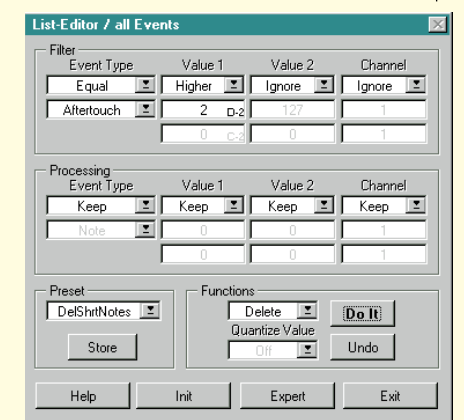 List-Editor / all Events
Filter
Event Type Value 1 Value 2 Channel
Equal Higher Ignore Ignore
Aftertouch 2 D-2 127 1
0 C-2 0 1
Processing
Event Type Value 1 Value 2 Channel
Keep Keep Keep Keep
Note 0 0 1
0 0 1
Preset Functions
DelShrtNotes Delete Do It
Quantize Value
Store Off Undo
Help Init Expert Exit